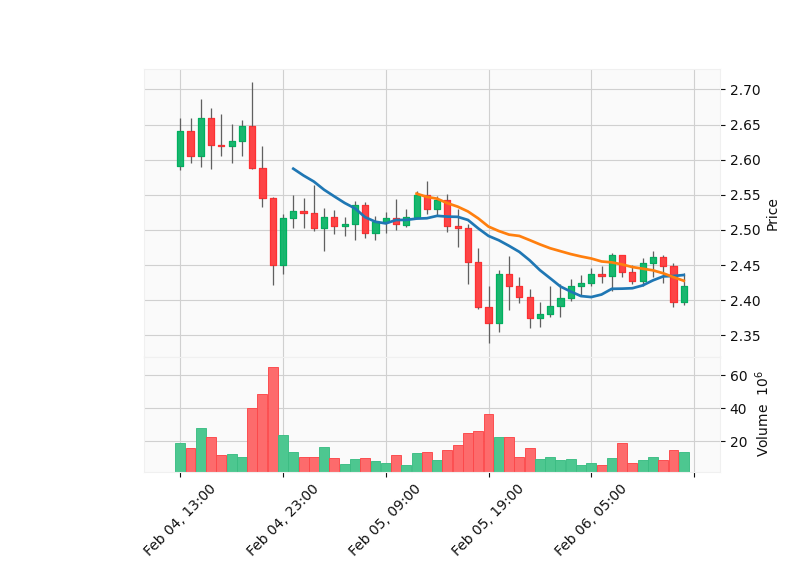 2.70
2.65
2.60
2.55
2.50
2.45
2.40
2.35
Price
60
40
20
Volume 10⁶
Feb 04, 13:00
Feb 04, 23:00
Feb 05, 09:00
Feb 05, 19:00
Feb 06, 05:00